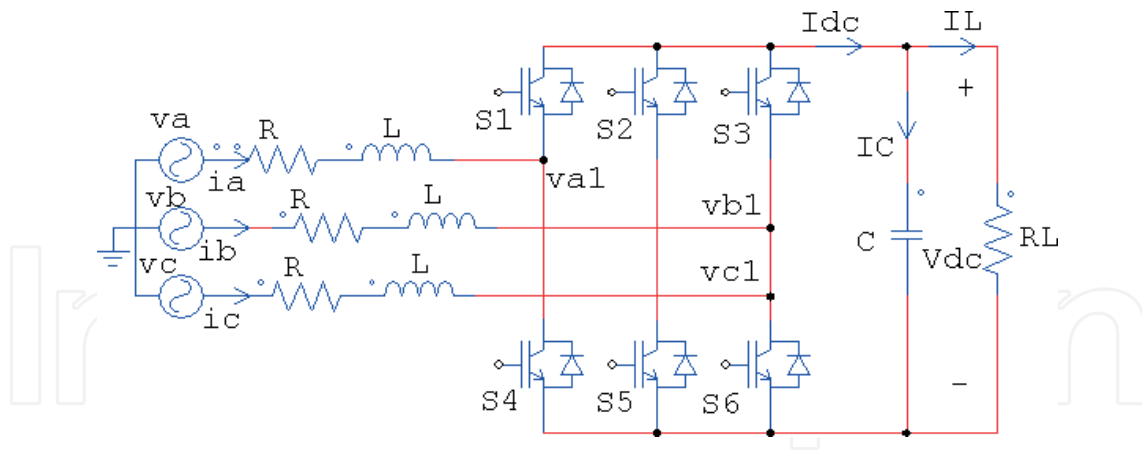 Idc
IL
S1
S2
S3
+
va
R
L
ia
va1
IC
vb
R
L
vb1
ib
C
Vdc
RL
vc
R
L
vc1
ic
S4
S5
S6
-